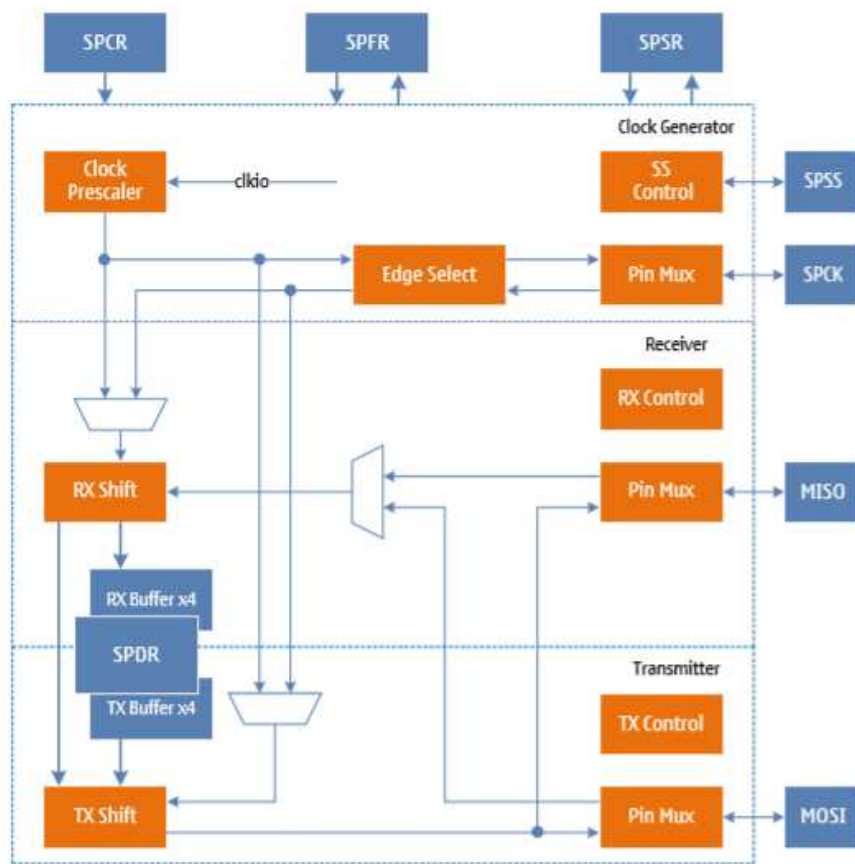 SPCR
SPFR
SPSR
Clock Generator
Clock
Prescaler
clkio
SS
Control
SPSS
Edge Select
Pin Mux
SPCK
Receiver
RX Control
RX Shift
Pin Mux
MISO
RX Buffer x4
SPDR
Transmitter
TX Buffer x4
TX Control
TX Shift
Pin Mux
MOSI